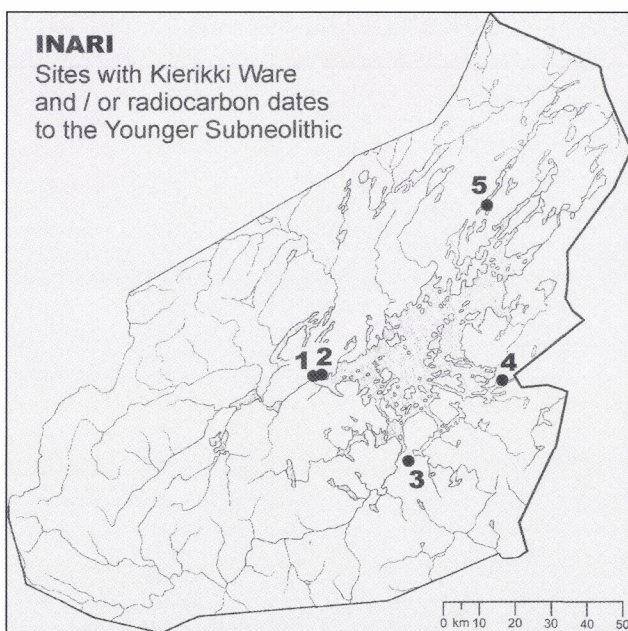 INARI
Sites with Kierikki Ware
and / or radiocarbon dates
to the Younger Subneolithic
5
1 2
4
3
0 km 10 20 30 40 50